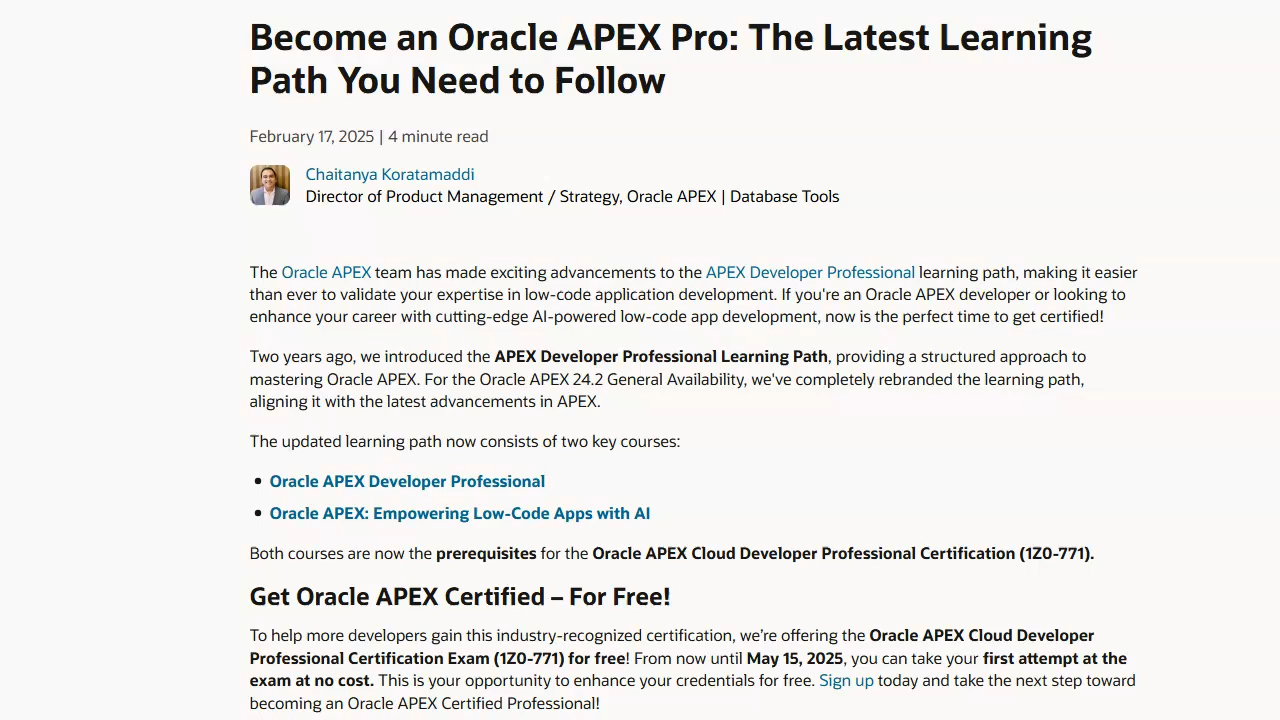 Become an Oracle APEX Pro: The Latest Learning
Path You Need to Follow
February 17, 2025 | 4 minute read
Chaitanya Koratamaddi
Director of Product Management / Strategy, Oracle APEX | Database Tools
The Oracle APEX team has made exciting advancements to the APEX Developer Professional learning path, making it easier
than ever to validate your expertise in low-code application development. If you're an Oracle APEX developer or looking to
enhance your career with cutting-edge AI-powered low-code app development, now is the perfect time to get certified!
Two years ago, we introduced the APEX Developer Professional Learning Path, providing a structured approach to
mastering Oracle APEX. For the Oracle APEX 24.2 General Availability, we've completely rebranded the learning path,
aligning it with the latest advancements in APEX.
The updated learning path now consists of two key courses:
• Oracle APEX Developer Professional
• Oracle APEX: Empowering Low-Code Apps with AI
Both courses are now the prerequisites for the Oracle APEX Cloud Developer Professional Certification (1Z0-771).
Get Oracle APEX Certified – For Free!
To help more developers gain this industry-recognized certification, we’re offering the Oracle APEX Cloud Developer
Professional Certification Exam (1Z0-771) for free! From now until May 15, 2025, you can take your first attempt at the
exam at no cost. This is your opportunity to enhance your credentials for free. Sign up today and take the next step toward
becoming an Oracle APEX Certified Professional!